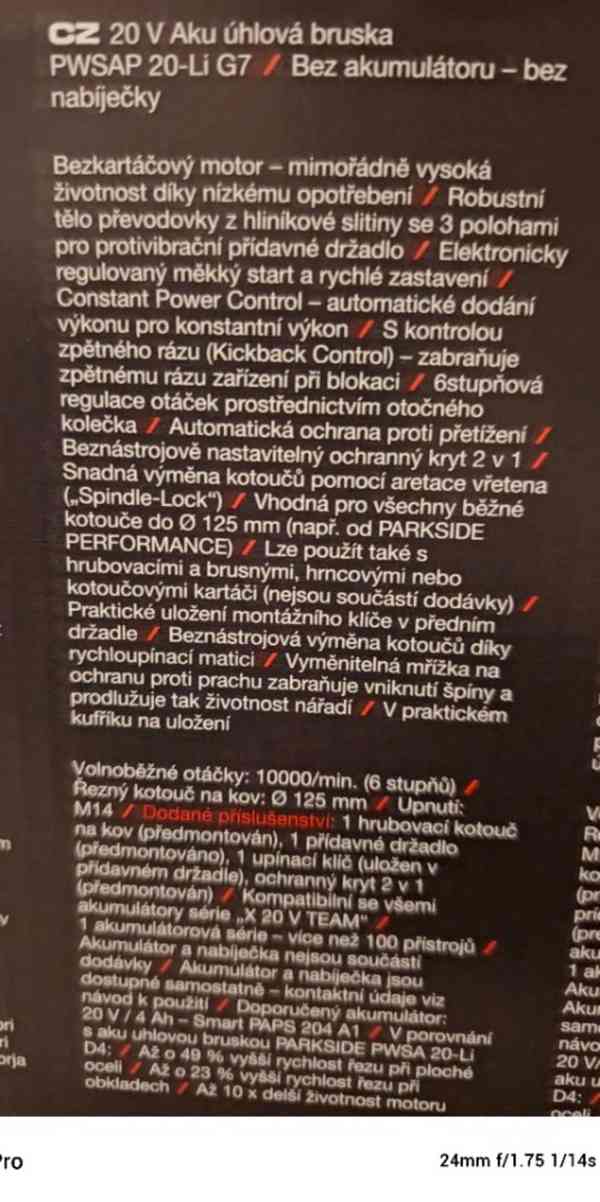 CZ 20 V Aku úhlová bruska
PWSAP 20-Li G7 / Bez akumulátoru – bez
nabíječky
Bezkartáčový motor – mimořádně vysoká
životnost díky nízkému opotřebení / Robustní
tělo převodovky z hliníkové slitiny se 3 polohami
pro protivibrační přídavné držadlo / Elektronicky
regulovaný měkký start a rychlé zastavení /
Constant Power Control – automatické dodání
výkonu pro konstantní výkon / S kontrolou
zpětného rázu (Kickback Control) – zabraňuje
zpětnému rázu zařízení při blokaci / 6stupňová
regulace otáček prostřednictvím otočného
kolečka / Automatická ochrana proti přetížení /
Beznástrojově nastavitelný ochranný kryt 2 v 1 /
Snadná výměna kotoučů pomocí aretace vřetena
(„Spindle-Lock“) / Vhodná pro všechny běžné
kotouče do Ø 125 mm (např. od PARKSIDE
PERFORMANCE) / Lze použít také s
hrubovacími a brusnými, hrncovými nebo
kotoučovými kartáči (nejsou součástí dodávky) /
Praktické uložení montážního klíče v předním
držadle / Beznástrojová výměna kotoučů díky
rychloupínací matici / Vyměnitelná mřížka na
ochranu proti prachu zabraňuje vniknutí špíny a
prodlužuje tak životnost nářadí / V praktickém
kufříku na uložení
Volnoběžné otáčky: 10000/min. (6 stupňů) /
Řezný kotouč na kov: Ø 125 mm / Upnutí:
M14 / Dodané příslušenství: 1 hrubovací kotouč
na kov (předmontován), 1 přídavné držadlo
(předmontováno), 1 upínací klíč (uložen v
přídavném držadle), ochranný kryt 2 v 1
(předmontován) / Kompatibilní se všemi
akumulátory série „X 20 V TEAM“ /
1 akumulátorová série – více než 100 přístrojů /
Akumulátor a nabíječka nejsou součástí
dodávky / Akumulátor a nabíječka jsou
dostupné samostatně – kontaktní údaje viz
návod k použití / Doporučený akumulátor:
20 V / 4 Ah – Smart PAPS 204 A1 / V porovnání
s aku úhlovou bruskou PARKSIDE PWSA 20-Li
D4: / Až o 49 % vyšší rychlost řezu při ploché
oceli / Až o 23 % vyšší rychlost řezu při
obkladech / Až 10 x delší životnost motoru
24mm f/1.75 1/14s